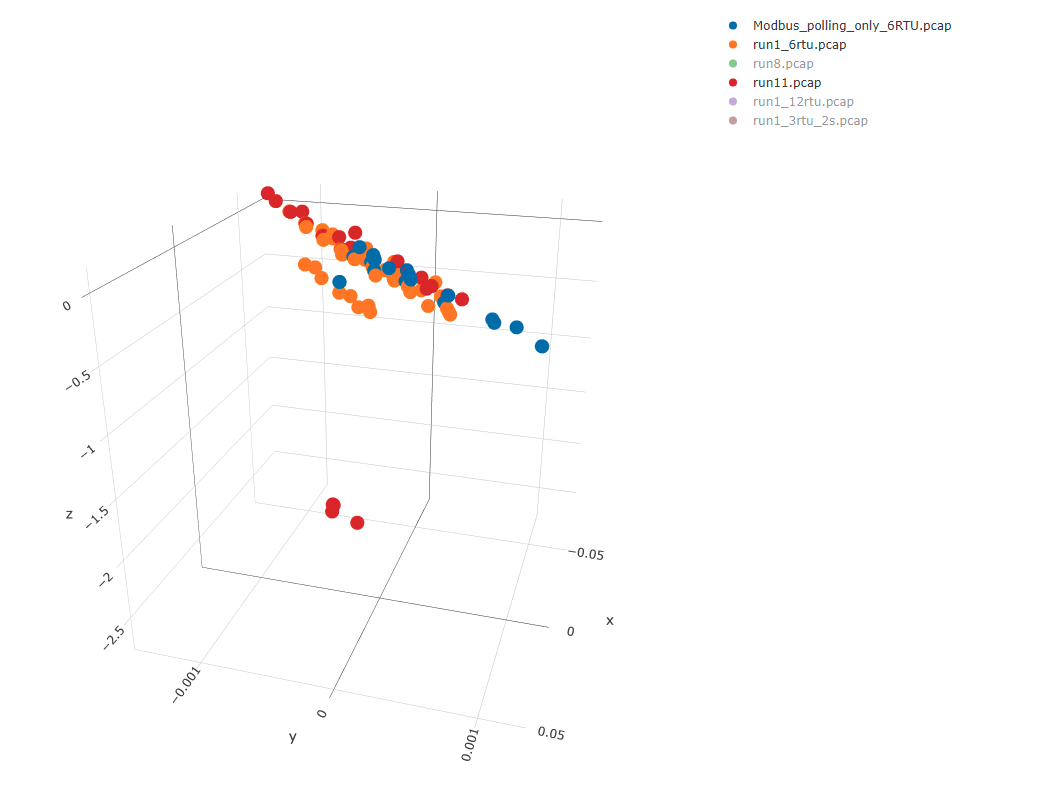 Modbus_polling_only_6RTU.pcap
run1_6rtu.pcap
run8.pcap
run11.pcap
run1_12rtu.pcap
run1_3rtu_2s.pcap
0
−0.5
−1
z
−1.5
−2
−2.5
−0.05
x
0
0.05
−0.001
0
y
0.001